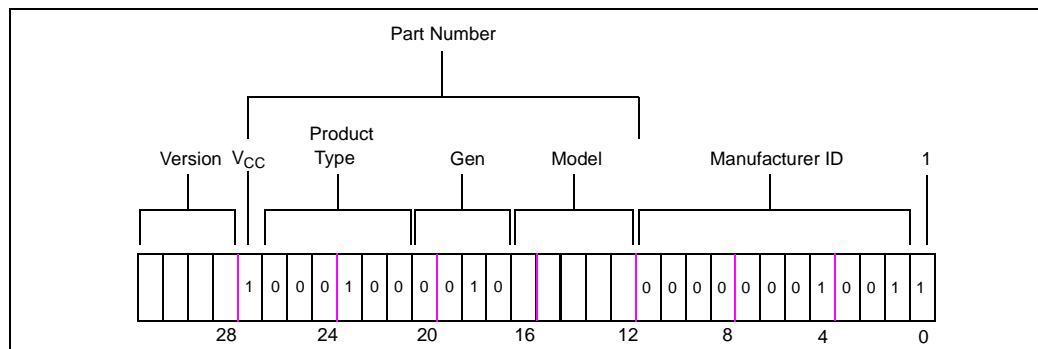 Part Number
Product
Version VCC Type Gen Model Manufacturer ID 1
1 0 0 0 1 0 0 0 0 1 0 0 0 0 0 0 0 0 1 0 0 1 1
28 24 20 16 12 8 4 0